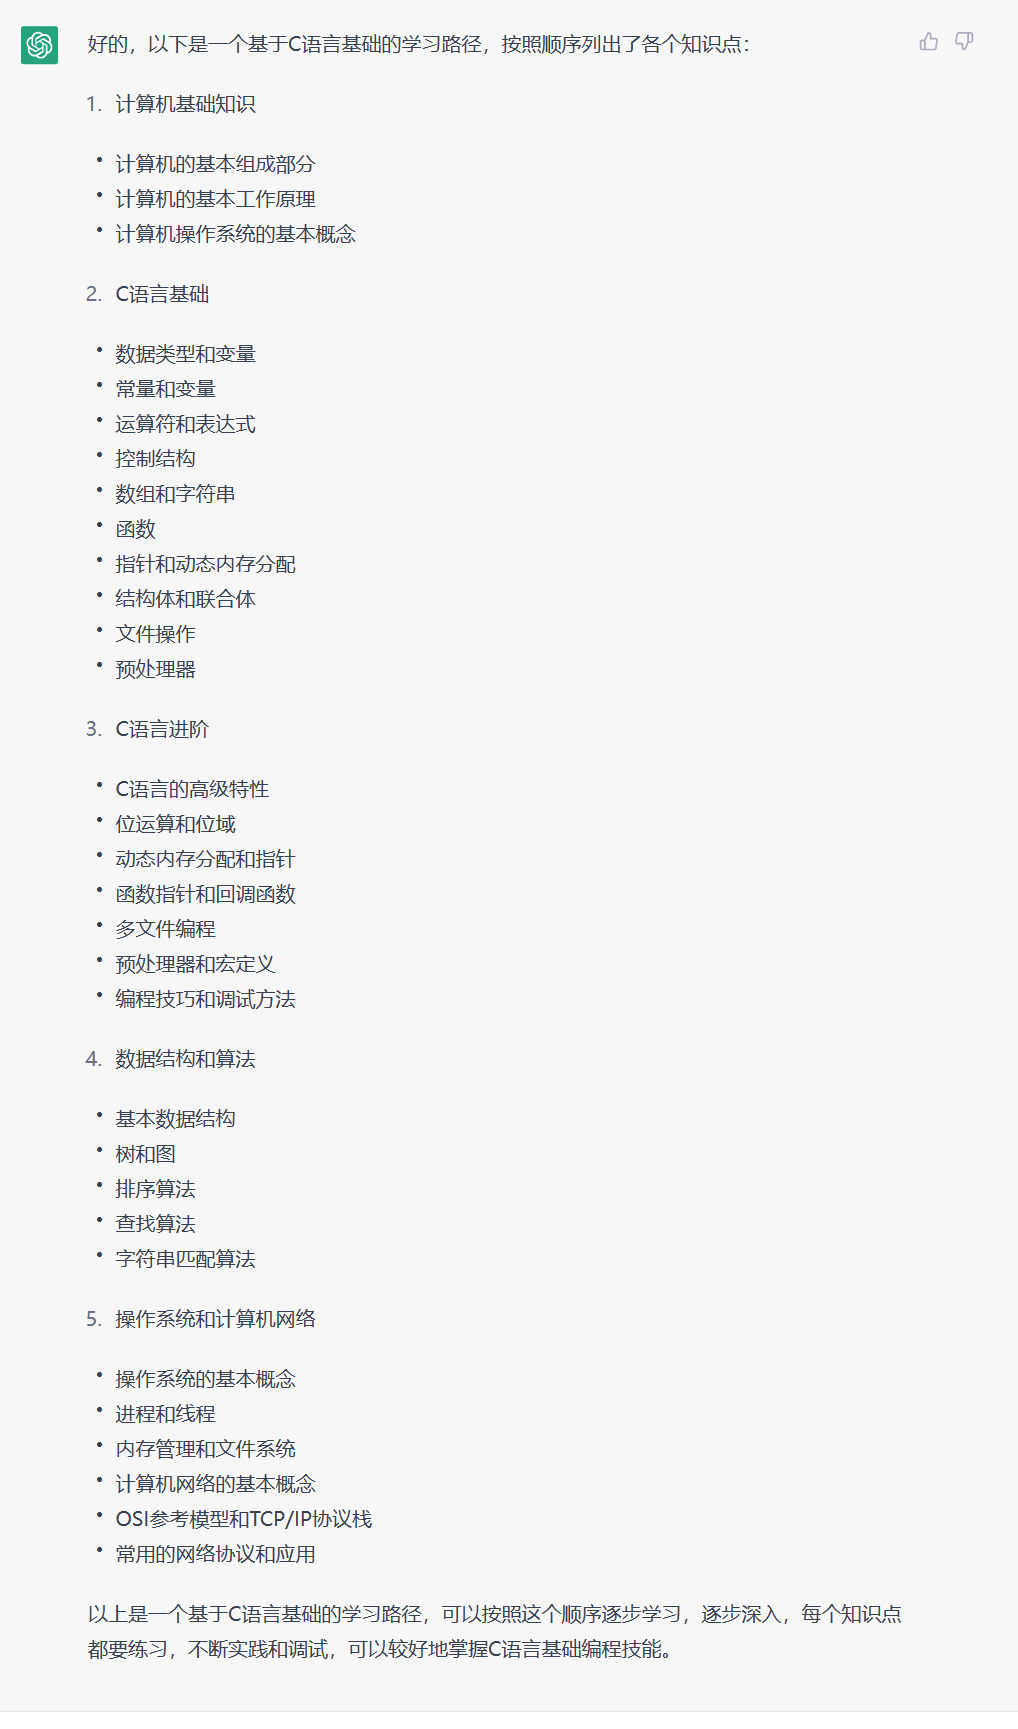 好的，以下是一个基于C语言基础的学习路径，按照顺序列出了各个知识点：
1. 计算机基础知识
• 计算机的基本组成部分
• 计算机的基本工作原理
• 计算机操作系统的基本概念
2. C语言基础
• 数据类型和变量
• 常量和变量
• 运算符和表达式
• 控制结构
• 数组和字符串
• 函数
• 指针和动态内存分配
• 结构体和联合体
• 文件操作
• 预处理器
3. C语言进阶
• C语言的高级特性
• 位运算和位域
• 动态内存分配和指针
• 函数指针和回调函数
• 多文件编程
• 预处理器和宏定义
• 编程技巧和调试方法
4. 数据结构和算法
• 基本数据结构
• 树和图
• 排序算法
• 查找算法
• 字符串匹配算法
5. 操作系统和计算机网络
• 操作系统的基本概念
• 进程和线程
• 内存管理和文件系统
• 计算机网络的基本概念
• OSI参考模型和TCP/IP协议栈
• 常用的网络协议和应用
以上是一个基于C语言基础的学习路径，可以按照这个顺序逐步学习，逐步深入，每个知识点
都要练习，不断实践和调试，可以较好地掌握C语言基础编程技能。